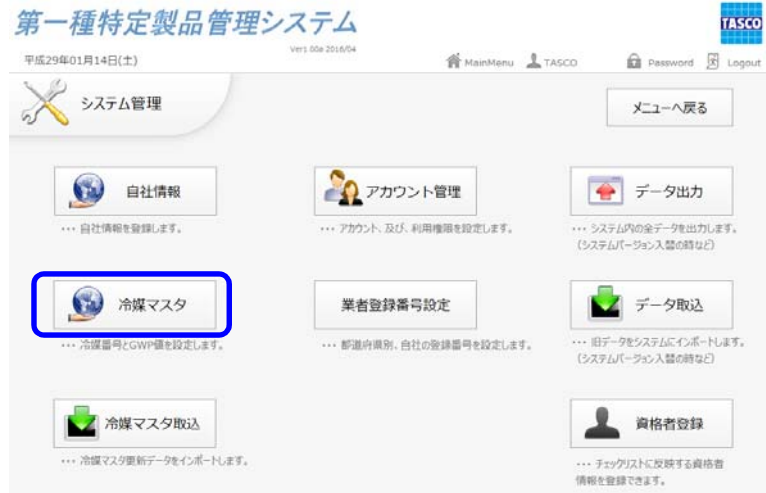 第一種特定製品管理システム
TASCO
Ver1.00e 2016/04
平成29年01月14日(土)
MainMenu TASCO Password Logout
システム管理
メニューへ戻る
自社情報 アカウント管理 データ出力
･･･ 自社情報を登録します。 ･･･ アカウント、及び、利用権限を設定します。 ･･･ システム内の全データを出力します。
(システムバージョン入替の時など)
冷媒マスタ 業者登録番号設定 データ取込
･･･ 冷媒番号とGWP値を設定します。 ･･･ 都道府県別、自社の登録番号を設定します。 ･･･ 旧データをシステムにインポートします。
(システムバージョン入替の時など)
冷媒マスタ取込 資格者登録
･･･ 冷媒マスタ更新データをインポートします。 ･･･ チェックリストに反映する資格者
情報を登録できます。